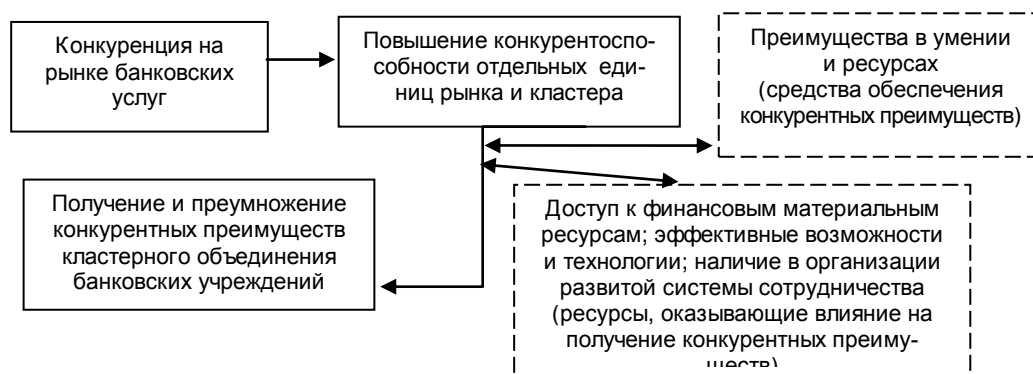 Конкуренция на
рынке банковских
услуг
Повышение конкурентоспо-
собности отдельных еди-
ниц рынка и кластера
Преимущества в умении
и ресурсах
(средства обеспечения
конкурентных преимуществ)
Получение и преумножение
конкурентных преимуществ
кластерного объединения
банковских учреждений
Доступ к финансовым материальным
ресурсам; эффективные возможности
и технологии; наличие в организации
развитой системы сотрудничества
(ресурсы, оказывающие влияние на
получение конкурентных преиму-
ществ)